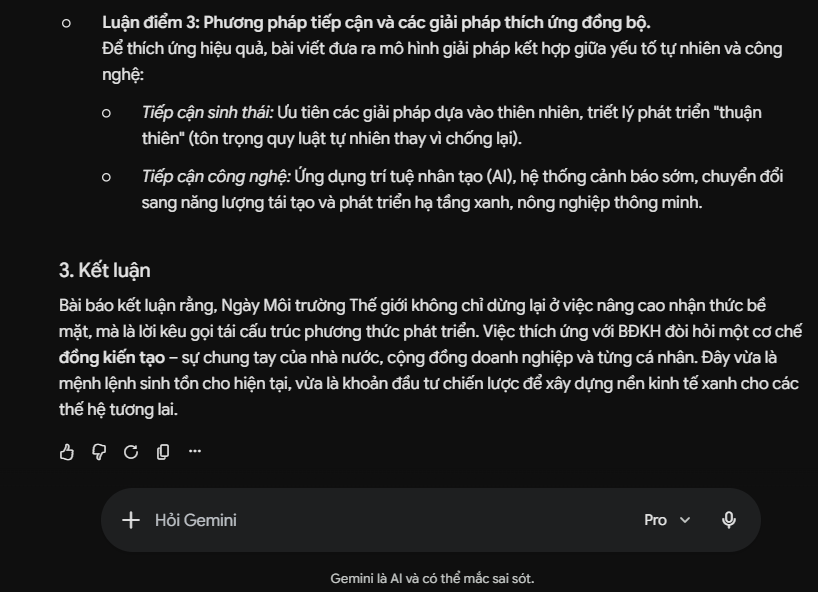 Luận điểm 3: Phương pháp tiếp cận và các giải pháp thích ứng đồng bộ.
Để thích ứng hiệu quả, bài viết đưa ra mô hình giải pháp kết hợp giữa yếu tố tự nhiên và công
nghệ:
Tiếp cận sinh thái: Ưu tiên các giải pháp dựa vào thiên nhiên, triết lý phát triển "thuận
thiên" (tôn trọng quy luật tự nhiên thay vì chống lại).
Tiếp cận công nghệ: Ứng dụng trí tuệ nhân tạo (AI), hệ thống cảnh báo sớm, chuyển đổi
sang năng lượng tái tạo và phát triển hạ tầng xanh, nông nghiệp thông minh.
3. Kết luận
Bài báo kết luận rằng, Ngày Môi trường Thế giới không chỉ dừng lại ở việc nâng cao nhận thức bề
mặt, mà là lời kêu gọi tái cấu trúc phương thức phát triển. Việc thích ứng với BĐKH đòi hỏi một cơ chế
đồng kiến tạo – sự chung tay của nhà nước, cộng đồng doanh nghiệp và từng cá nhân. Đây vừa là
mệnh lệnh sinh tồn cho hiện tại, vừa là khoản đầu tư chiến lược để xây dựng nền kinh tế xanh cho các
thế hệ tương lai.
Hỏi Gemini
Pro
Gemini là AI và có thể mắc sai sót.